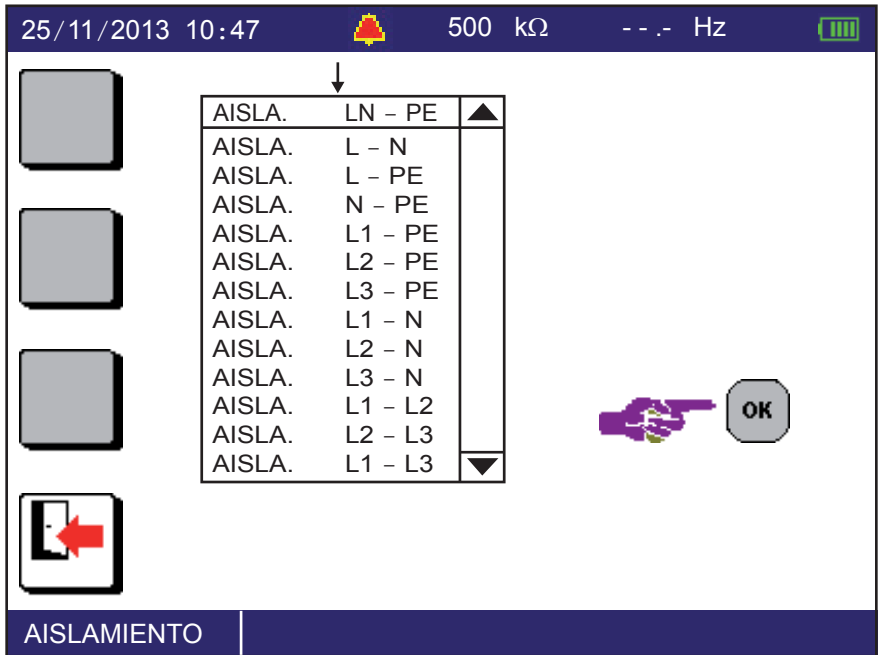 25/11/2013 10:47 500 kΩ - - .- Hz
AISLA. LN – PE
AISLA. L – N
AISLA. L – PE
AISLA. N – PE
AISLA. L1 – PE
AISLA. L2 – PE
AISLA. L3 – PE
AISLA. L1 – N
AISLA. L2 – N
AISLA. L3 – N
AISLA. L1 – L2
AISLA. L2 – L3
AISLA. L1 – L3
OK
AISLAMIENTO